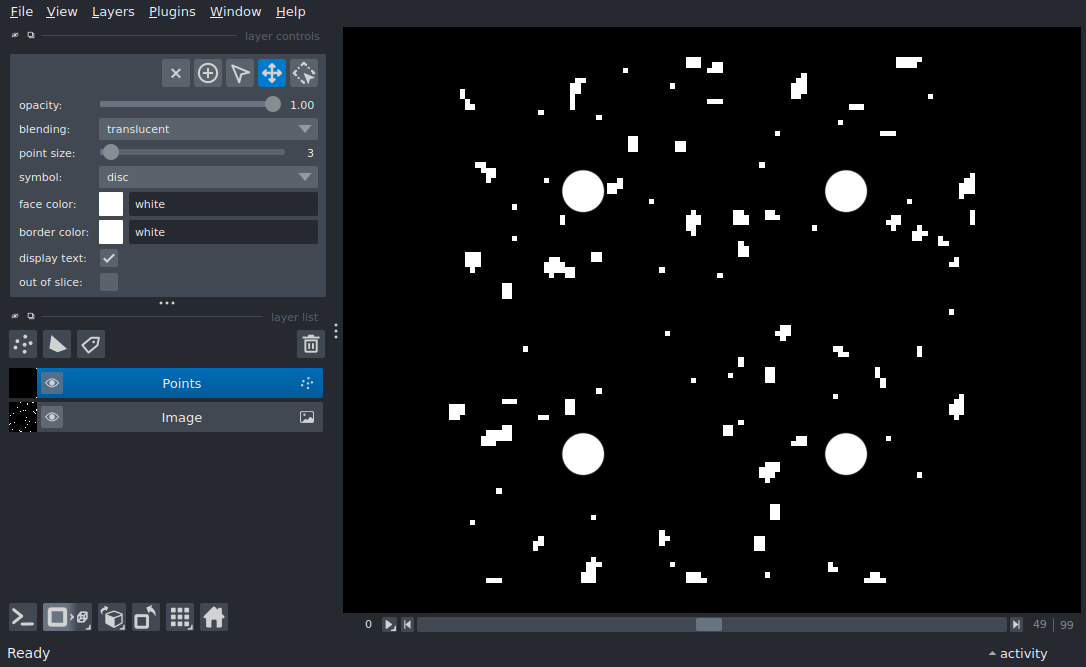 File View Layers Plugins Window Help
layer controls
opacity: 1.00
blending: translucent
point size: 3
symbol: disc
face color: white
border color: white
display text:
out of slice:
layer list
Points
Image
0 49 99
Ready activity